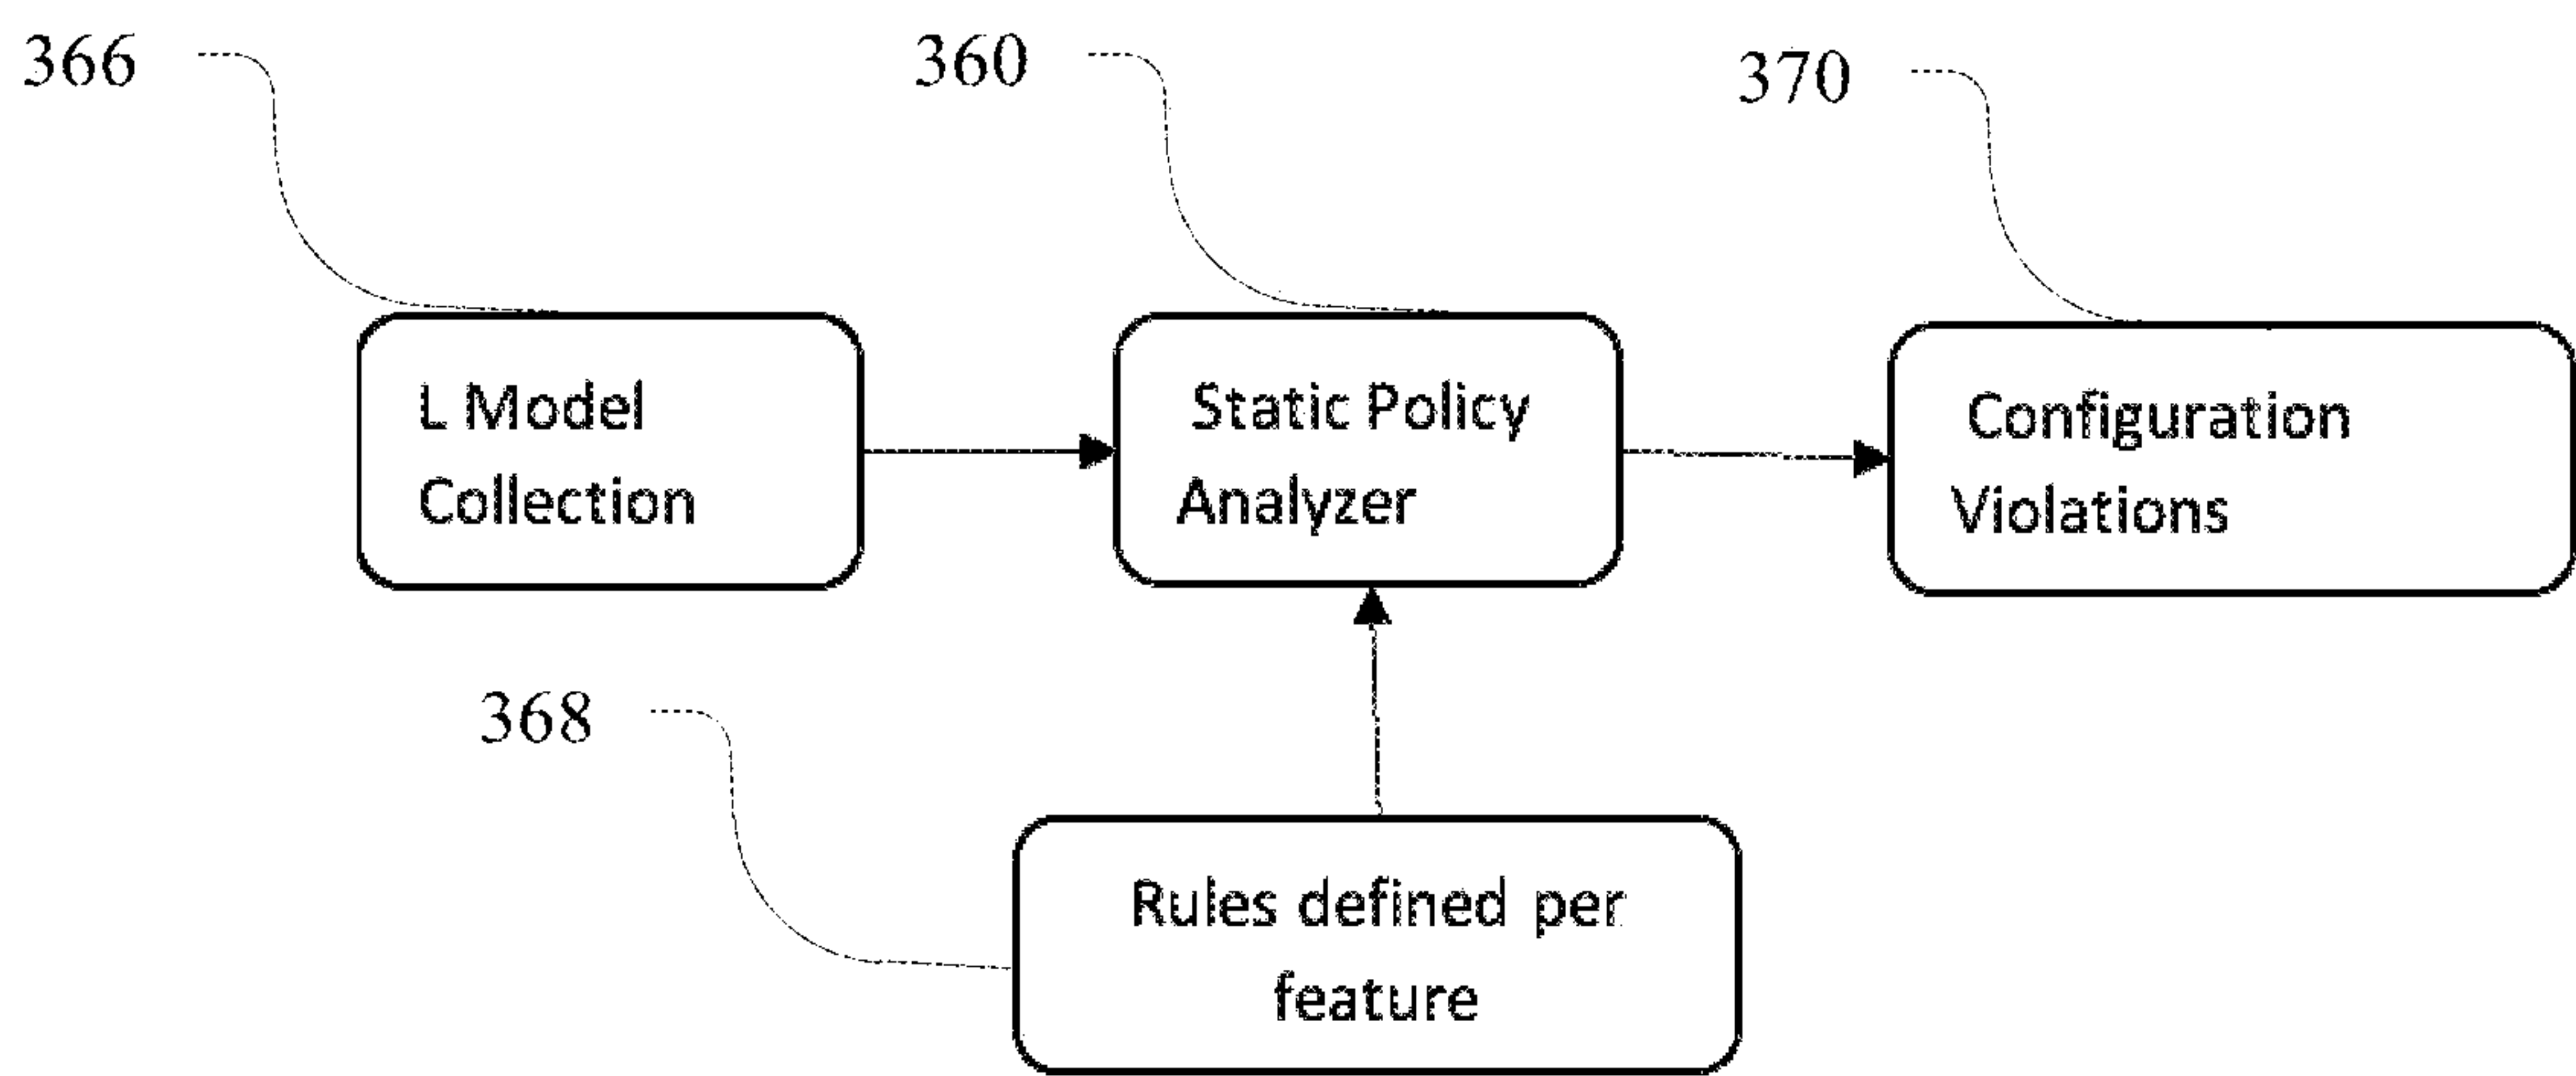 366
360
370
L Model
Collection
Static Policy
Analyzer
Configuration
Violations
368
Rules defined per
feature